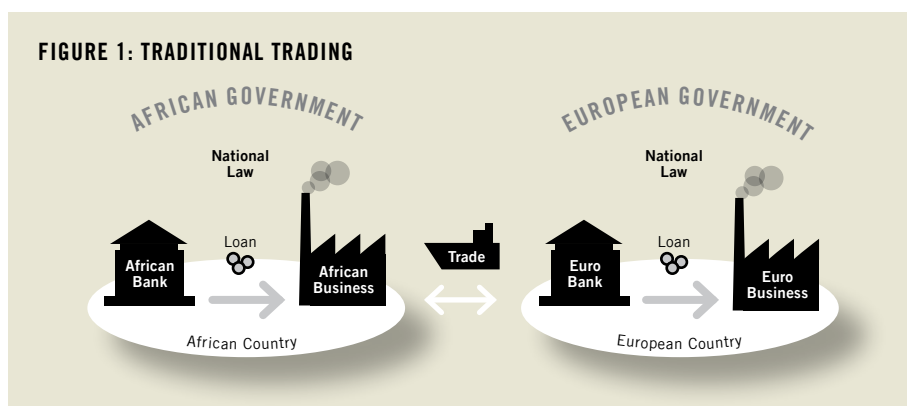 FIGURE 1: TRADITIONAL TRADING
AFRICAN GOVERNMENT
National
Law
African
Bank
Loan
African
Business
African Country
Trade
EUROPEAN GOVERNMENT
National
Law
Euro
Bank
Loan
Euro
Business
European Country